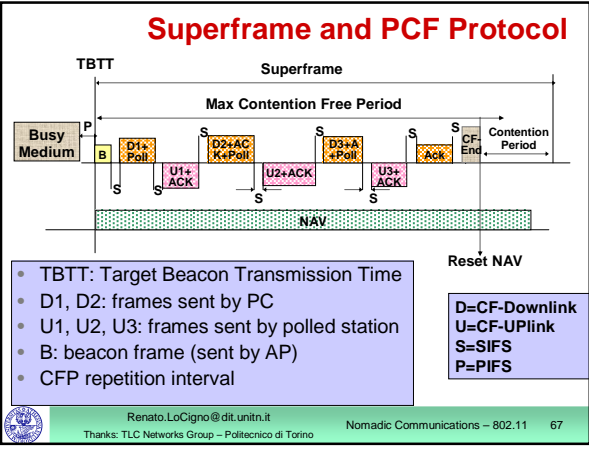 Superframe and PCF Protocol
TBTT
Superframe
Max Contention Free Period
Busy
Medium
P
B
D1+
Poll
S
D2+AC
K+Poll
S
D3+A
+Poll
S
Ack
S
CF-
End
Contention
Period
S
S
U1+
ACK
S
U2+ACK
S
U3+
ACK
S
NAV
Reset NAV
• TBTT: Target Beacon Transmission Time
• D1, D2: frames sent by PC
• U1, U2, U3: frames sent by polled station
• B: beacon frame (sent by AP)
• CFP repetition interval
D=CF-Downlink
U=CF-UPlink
S=SIFS
P=PIFS
Renato.LoCigno@dit.unitn.it
Thanks: TLC Networks Group – Politecnico di Torino
Nomadic Communications – 802.11 67